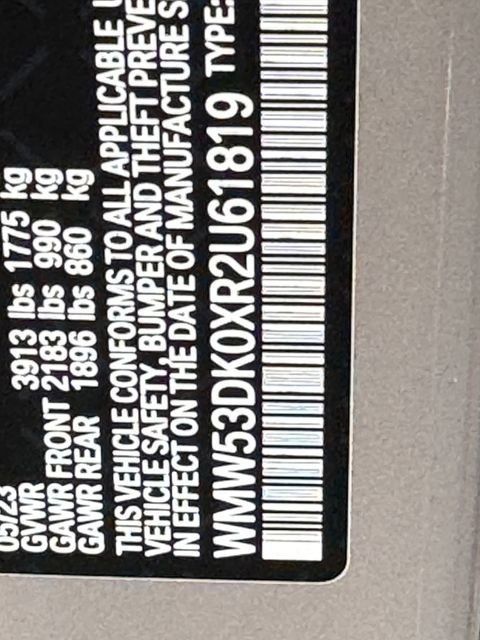 05/23
GVWR 3913 lbs 1775 kg
GAWR FRONT 2183 lbs 990 kg
GAWR REAR 1896 lbs 860 kg
THIS VEHICLE CONFORMS TO ALL APPLICABLE
VEHICLE SAFETY, BUMPER AND THEFT PREVE
IN EFFECT ON THE DATE OF MANUFACTURE S
WMW53DK0XR2U61819 TYPE: